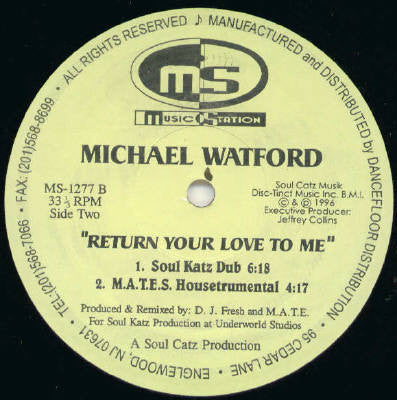 ALL RIGHTS RESERVED ♪ MANUFACTURED and DISTRIBUTED by DANCEFLOOR DISTRIBUTION • 95 CEDAR LANE • ENGLEWOOD, NJ 07631 • TEL:(201)568-7066 • FAX: (201)568-8699 •
ms
MUSIC STATION
MICHAEL WATFORD
MS-1277 B
33 ⅓ RPM
Side Two
Soul Catz Musik
Disc-Tinct Music Inc. B.M.I.
© & ℗ 1996
Executive Producer:
Jeffrey Collins
"RETURN YOUR LOVE TO ME"
1. Soul Katz Dub 6:18
2. M.A.T.E.S. Housetrumental 4:17
Produced & Remixed by: D. J. Fresh and M.A.T.E.
For Soul Katz Production at Underworld Studios
A Soul Catz Production